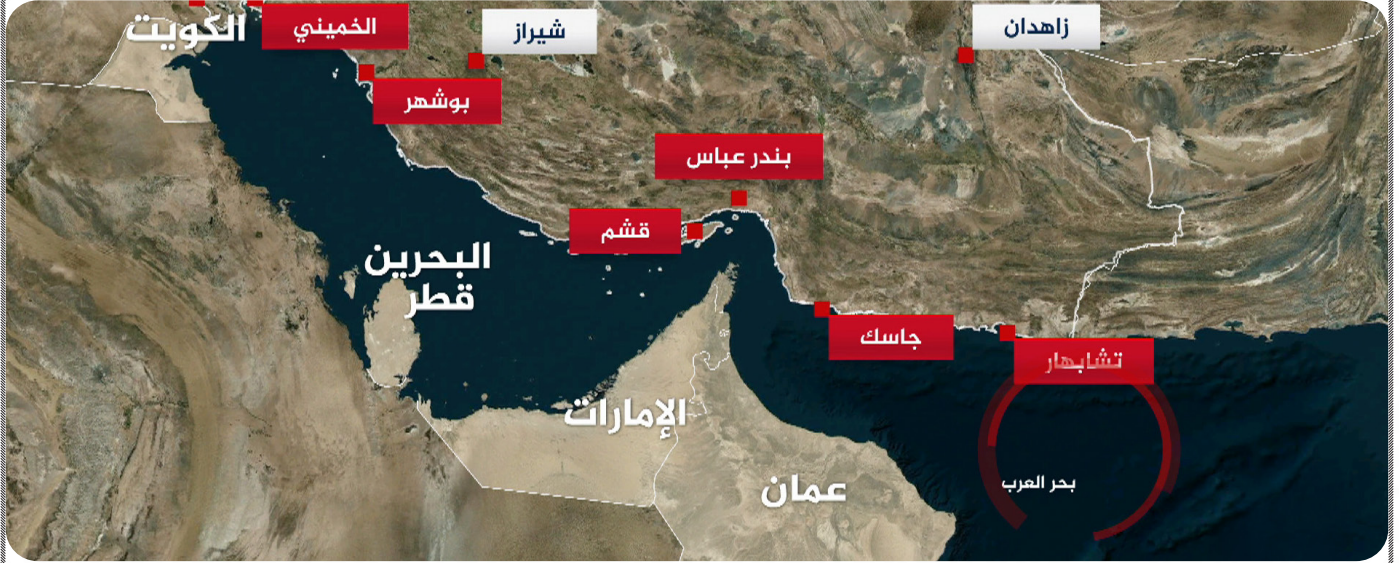 الكويت
الخميني
شيراز
زاهدان
بوشهر
بندر عباس
قشم
البحرين
قطر
جاسك
تشابهار
الإمارات
عمان
بحر العرب